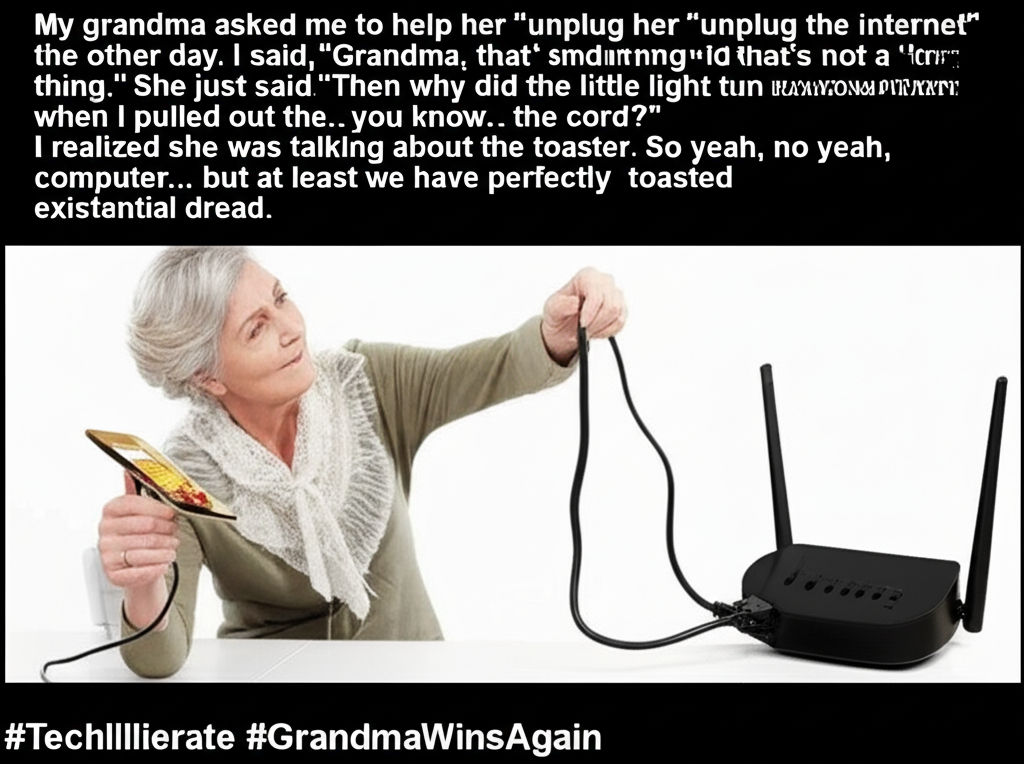 My grandma asked me to help her "unplug her "unplug the internet"
the other day. I said,"Grandma, that' that's not a
thing." She just said."Then why did the little light tun
when I pulled out the.. you know.. the cord?"
I realized she was talking about the toaster. So yeah, no yeah,
computer... but at least we have perfectly toasted
existantial dread.
#TechIllllierate #GrandmaWinsAgain